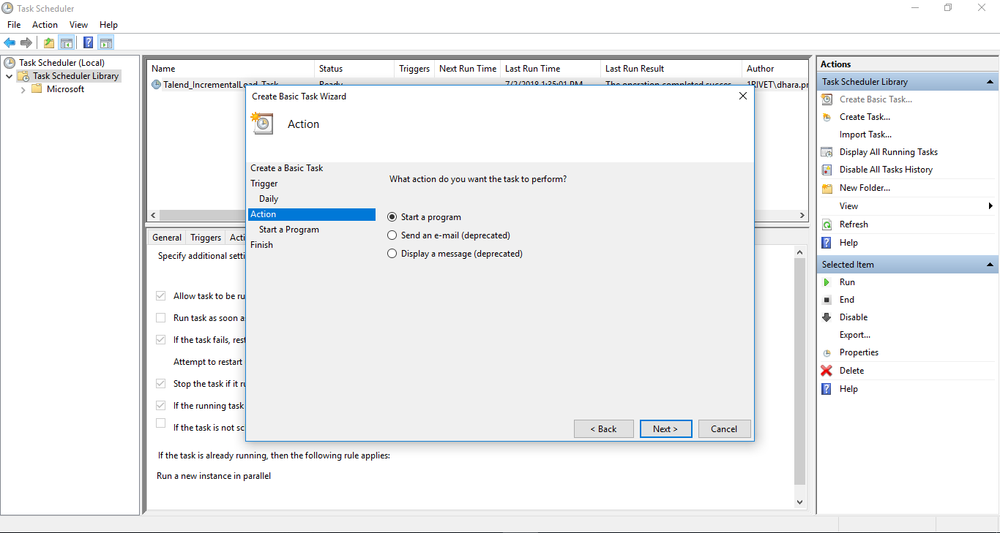 Task Scheduler
File Action View Help
Task Scheduler (Local)
Task Scheduler Library
Microsoft
Name Status Triggers Next Run Time Last Run Time Last Run Result Author
Talend_IncrementalLoad_Task Ready 7/2/2018 1:35:01 PM The operation completed succes 1RIVET\dhara.pr
Create Basic Task Wizard
Action
Create a Basic Task
Trigger
Daily
Action
Start a Program
Finish
What action do you want the task to perform?
Start a program
Send an e-mail (deprecated)
Display a message (deprecated)
< Back Next > Cancel
General Triggers Acti
Specify additional setti
Allow task to be ru
Run task as soon a
If the task fails, rest
Attempt to restart
Stop the task if it ru
If the running task
If the task is not sc
If the task is already running, then the following rule applies:
Run a new instance in parallel
Actions
Task Scheduler Library
Create Basic Task...
Create Task...
Import Task...
Display All Running Tasks
Disable All Tasks History
New Folder...
View
Refresh
Help
Selected Item
Run
End
Disable
Export...
Properties
Delete
Help